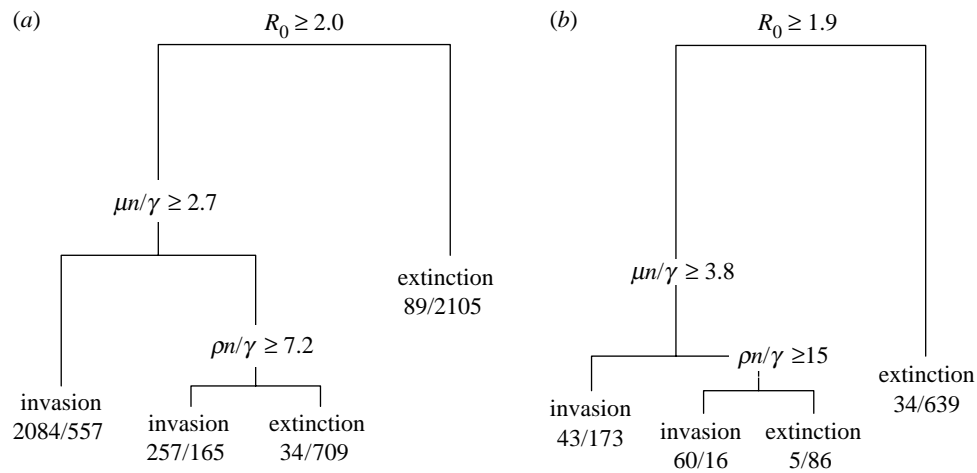 (a)
R₀ ≥ 2.0
μn/γ ≥ 2.7
extinction
89/2105
ρn/γ ≥ 7.2
invasion
2084/557
invasion
257/165
extinction
34/709
(b)
R₀ ≥ 1.9
μn/γ ≥ 3.8
ρn/γ ≥15
extinction
34/639
invasion
43/173
invasion
60/16
extinction
5/86